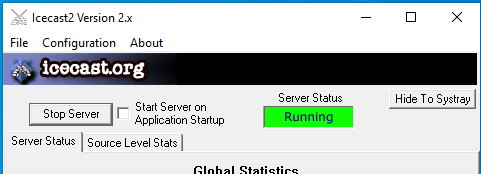 Icecast2 Version 2.x
File Configuration About
icecast.org
Stop Server
Start Server on
Application Startup
Server Status
Running
Hide To Systray
Server Status Source Level Stats
Global Statistics